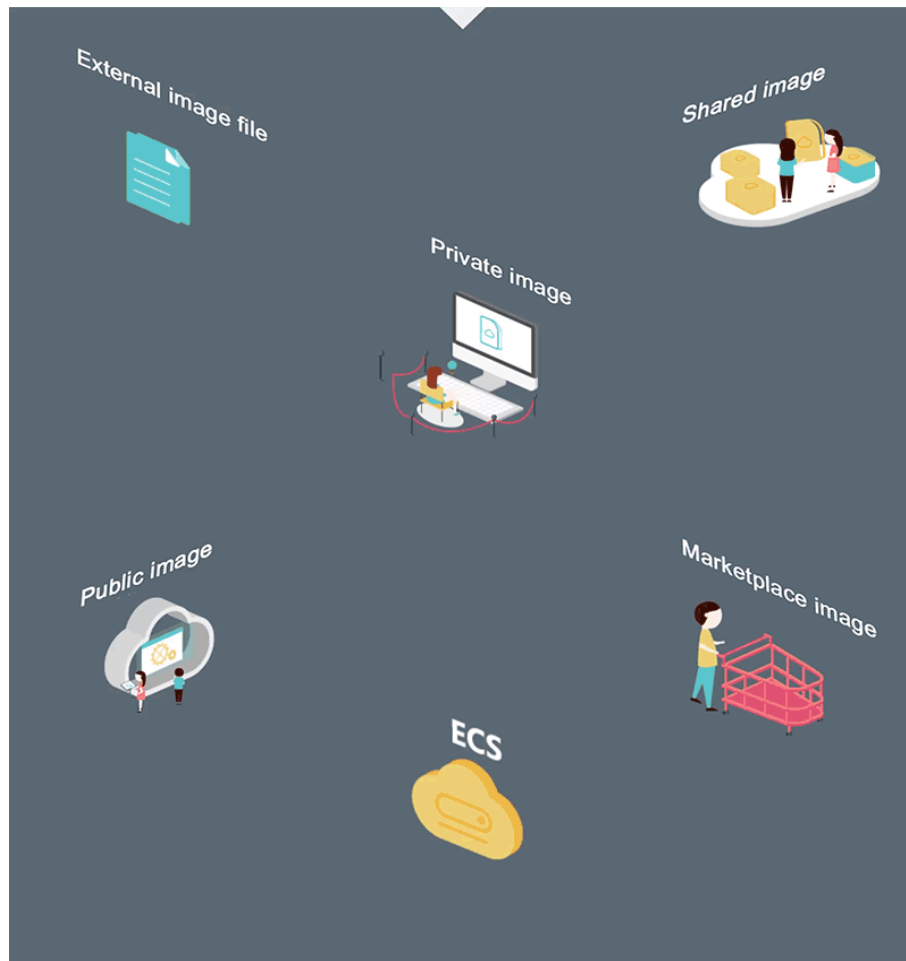 External image file
Shared image
Private image
Public image
Marketplace image
ECS